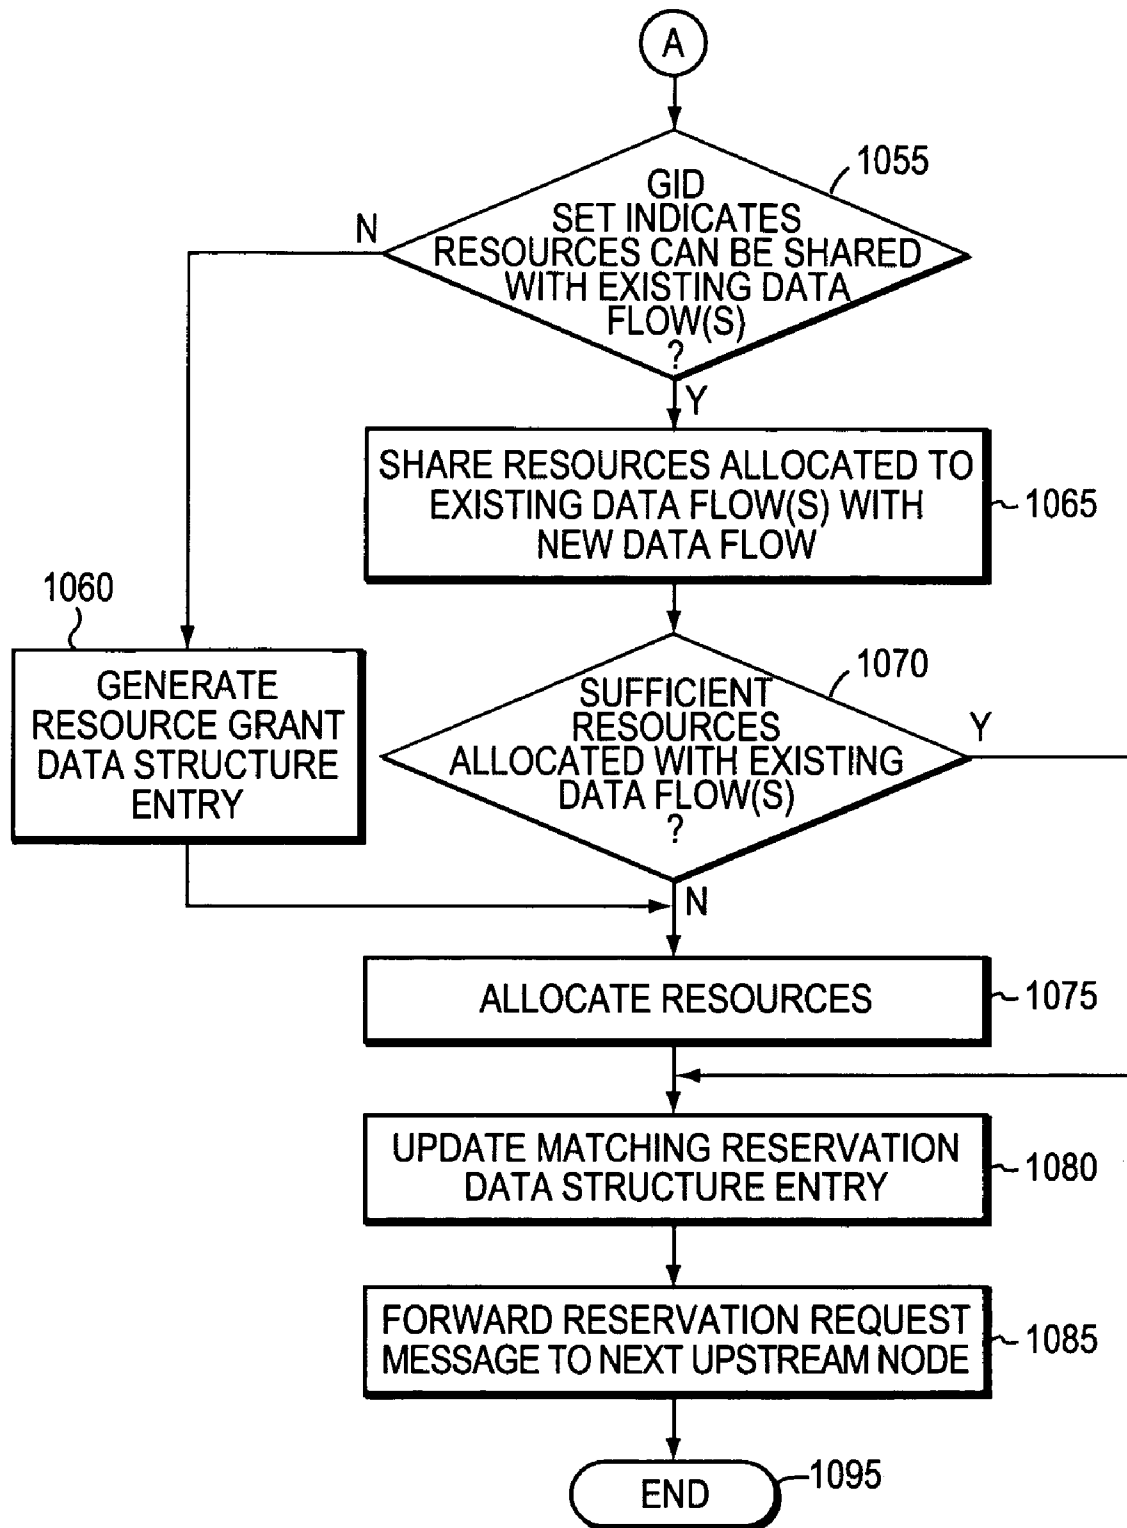 A
1055
GID
SET INDICATES
RESOURCES CAN BE SHARED
WITH EXISTING DATA
FLOW(S)
?
N
Y
SHARE RESOURCES ALLOCATED TO
EXISTING DATA FLOW(S) WITH
NEW DATA FLOW
1065
1060
GENERATE
RESOURCE GRANT
DATA STRUCTURE
ENTRY
1070
SUFFICIENT
RESOURCES
ALLOCATED WITH EXISTING
DATA FLOW(S)
?
Y
N
ALLOCATE RESOURCES
1075
UPDATE MATCHING RESERVATION
DATA STRUCTURE ENTRY
1080
FORWARD RESERVATION REQUEST
MESSAGE TO NEXT UPSTREAM NODE
1085
END
1095